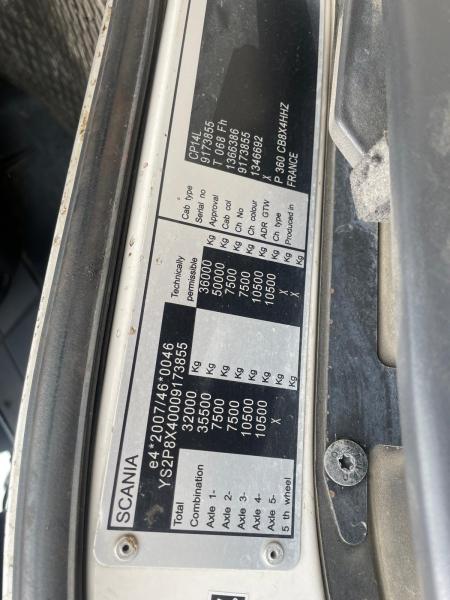 SCANIA
e4*2007/46*0046
YS2P8X40009173855
Technically permissible
Total 32000 Kg 36000 Kg
Combination 35500 Kg 50000 Kg
Axle 1- 7500 Kg 7500 Kg
Axle 2- 7500 Kg 7500 Kg
Axle 3- 10500 Kg 10500 Kg
Axle 4- 10500 Kg 10500 Kg
Axle 5- X Kg X Kg
5 th wheel Kg X Kg
Cab type CP14L
Serial no 9173855
Approval T 068 Fh
Cab col 1366386
Ch No 9173855
Ch colour 1346692
ADR GTW X
Ch type P 360 CB8X4HHZ
Produced in FRANCE